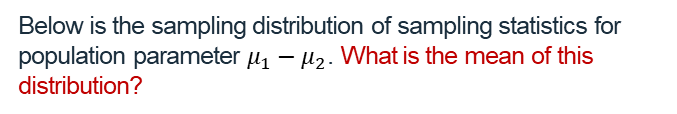 Below is the sampling distribution of sampling statistics for
population parameter μ₁ − μ₂. What is the mean of this
distribution?